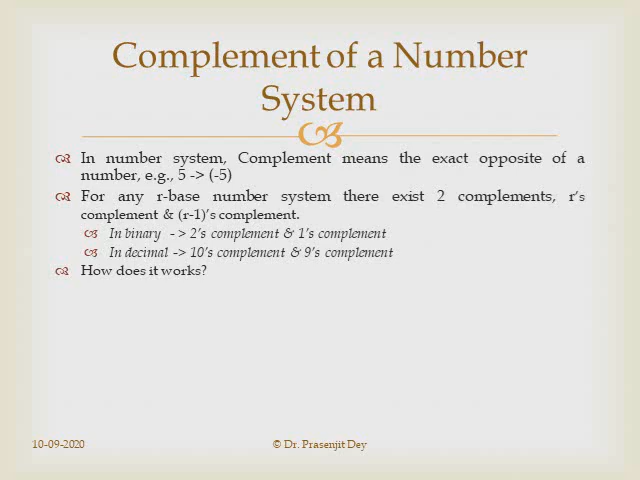 Complement of a Number
System
In number system, Complement means the exact opposite of a
number, e.g., 5 -> (-5)
For any r-base number system there exist 2 complements, r's
complement & (r-1)'s complement.
In binary - > 2's complement & 1's complement
In decimal -> 10's complement & 9's complement
How does it works?
10-09-2020
© Dr. Prasenjit Dey